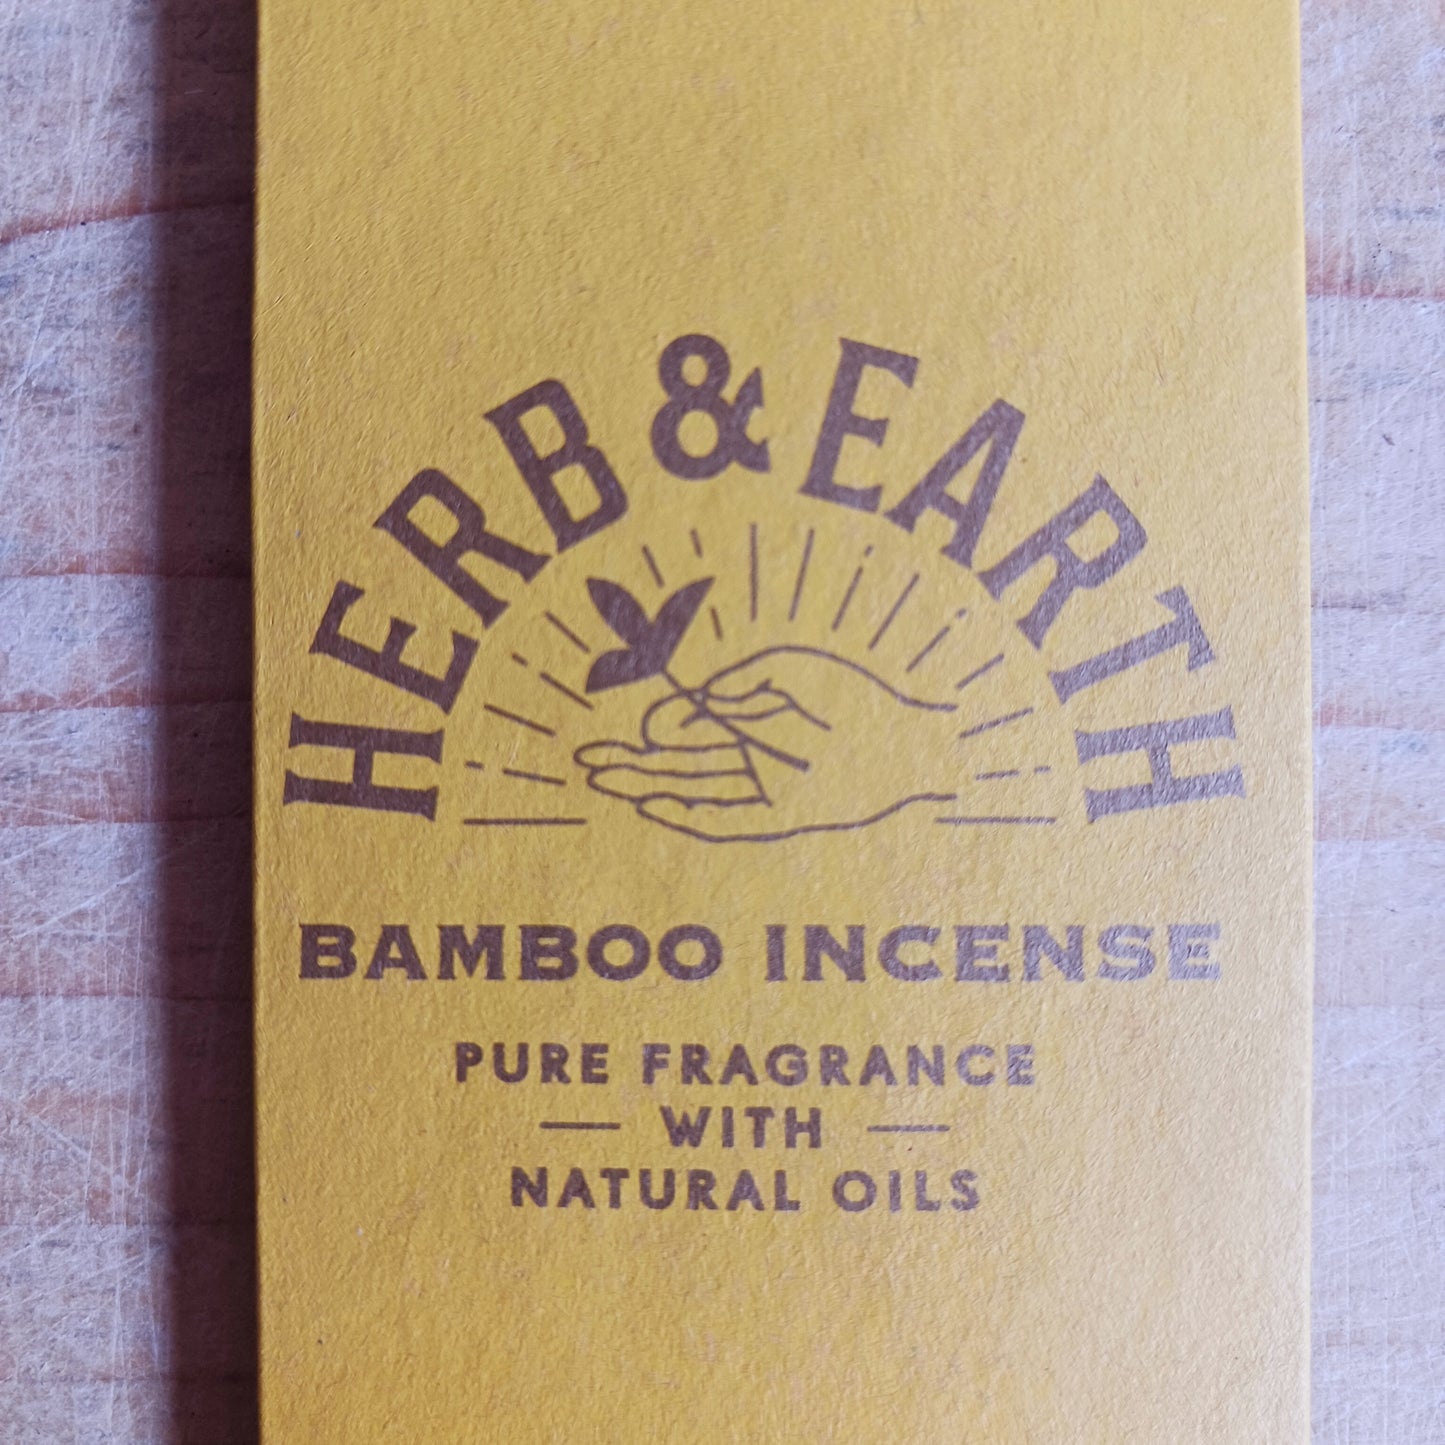 HERB & EARTH
BAMBOO INCENSE
PURE FRAGRANCE
WITH
NATURAL OILS